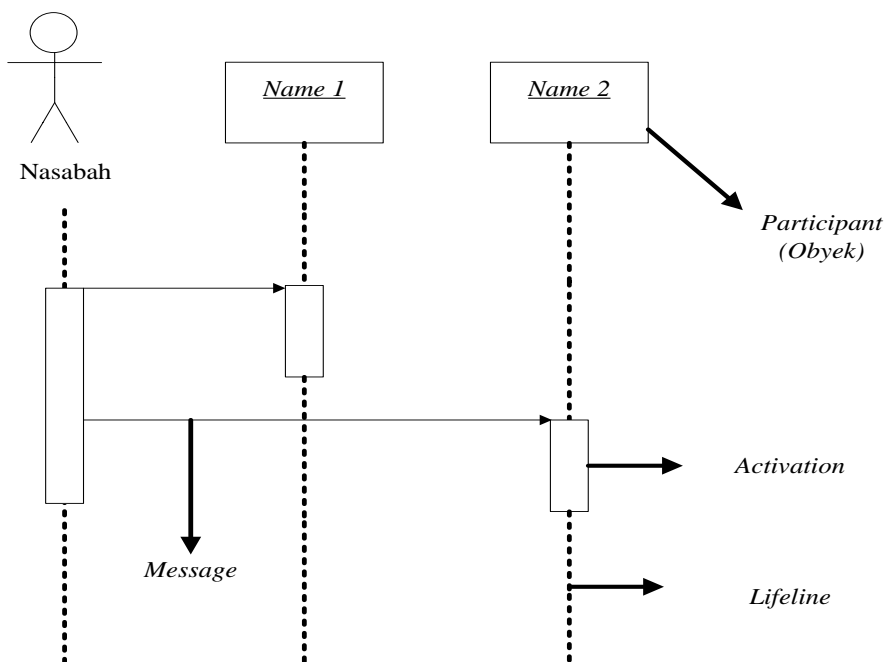 Name 1
Name 2
Nasabah
Participant
(Obyek)
Activation
Message
Lifeline